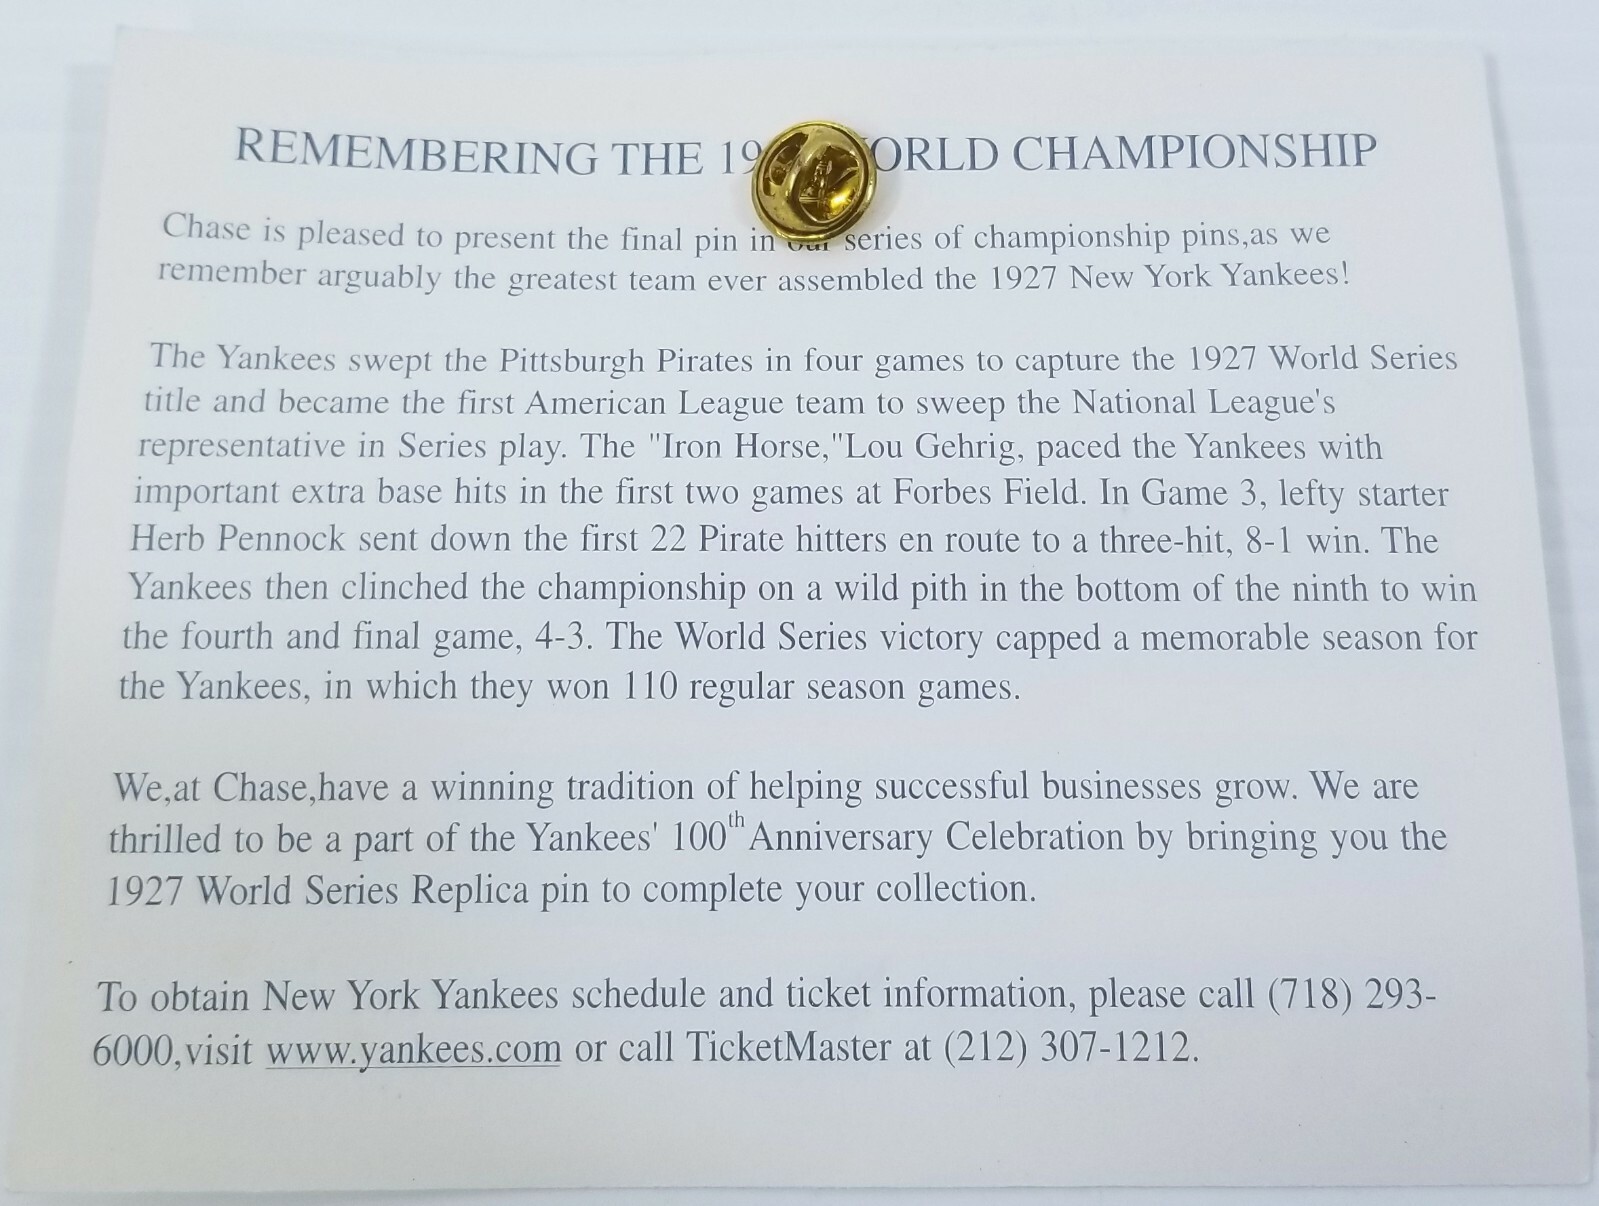 REMEMBERING THE 19 ORLD CHAMPIONSHIP
Chase is pleased to present the final pin in our series of championship pins,as we
remember arguably the greatest team ever assembled the 1927 New York Yankees!
The Yankees swept the Pittsburgh Pirates in four games to capture the 1927 World Series
title and became the first American League team to sweep the National League's
representative in Series play. The "Iron Horse,"Lou Gehrig, paced the Yankees with
important extra base hits in the first two games at Forbes Field. In Game 3, lefty starter
Herb Pennock sent down the first 22 Pirate hitters en route to a three-hit, 8-1 win. The
Yankees then clinched the championship on a wild pith in the bottom of the ninth to win
the fourth and final game, 4-3. The World Series victory capped a memorable season for
the Yankees, in which they won 110 regular season games.
We,at Chase,have a winning tradition of helping successful businesses grow. We are
thrilled to be a part of the Yankees' 100th Anniversary Celebration by bringing you the
1927 World Series Replica pin to complete your collection.
To obtain New York Yankees schedule and ticket information, please call (718) 293-
6000,visit www.yankees.com or call TicketMaster at (212) 307-1212.